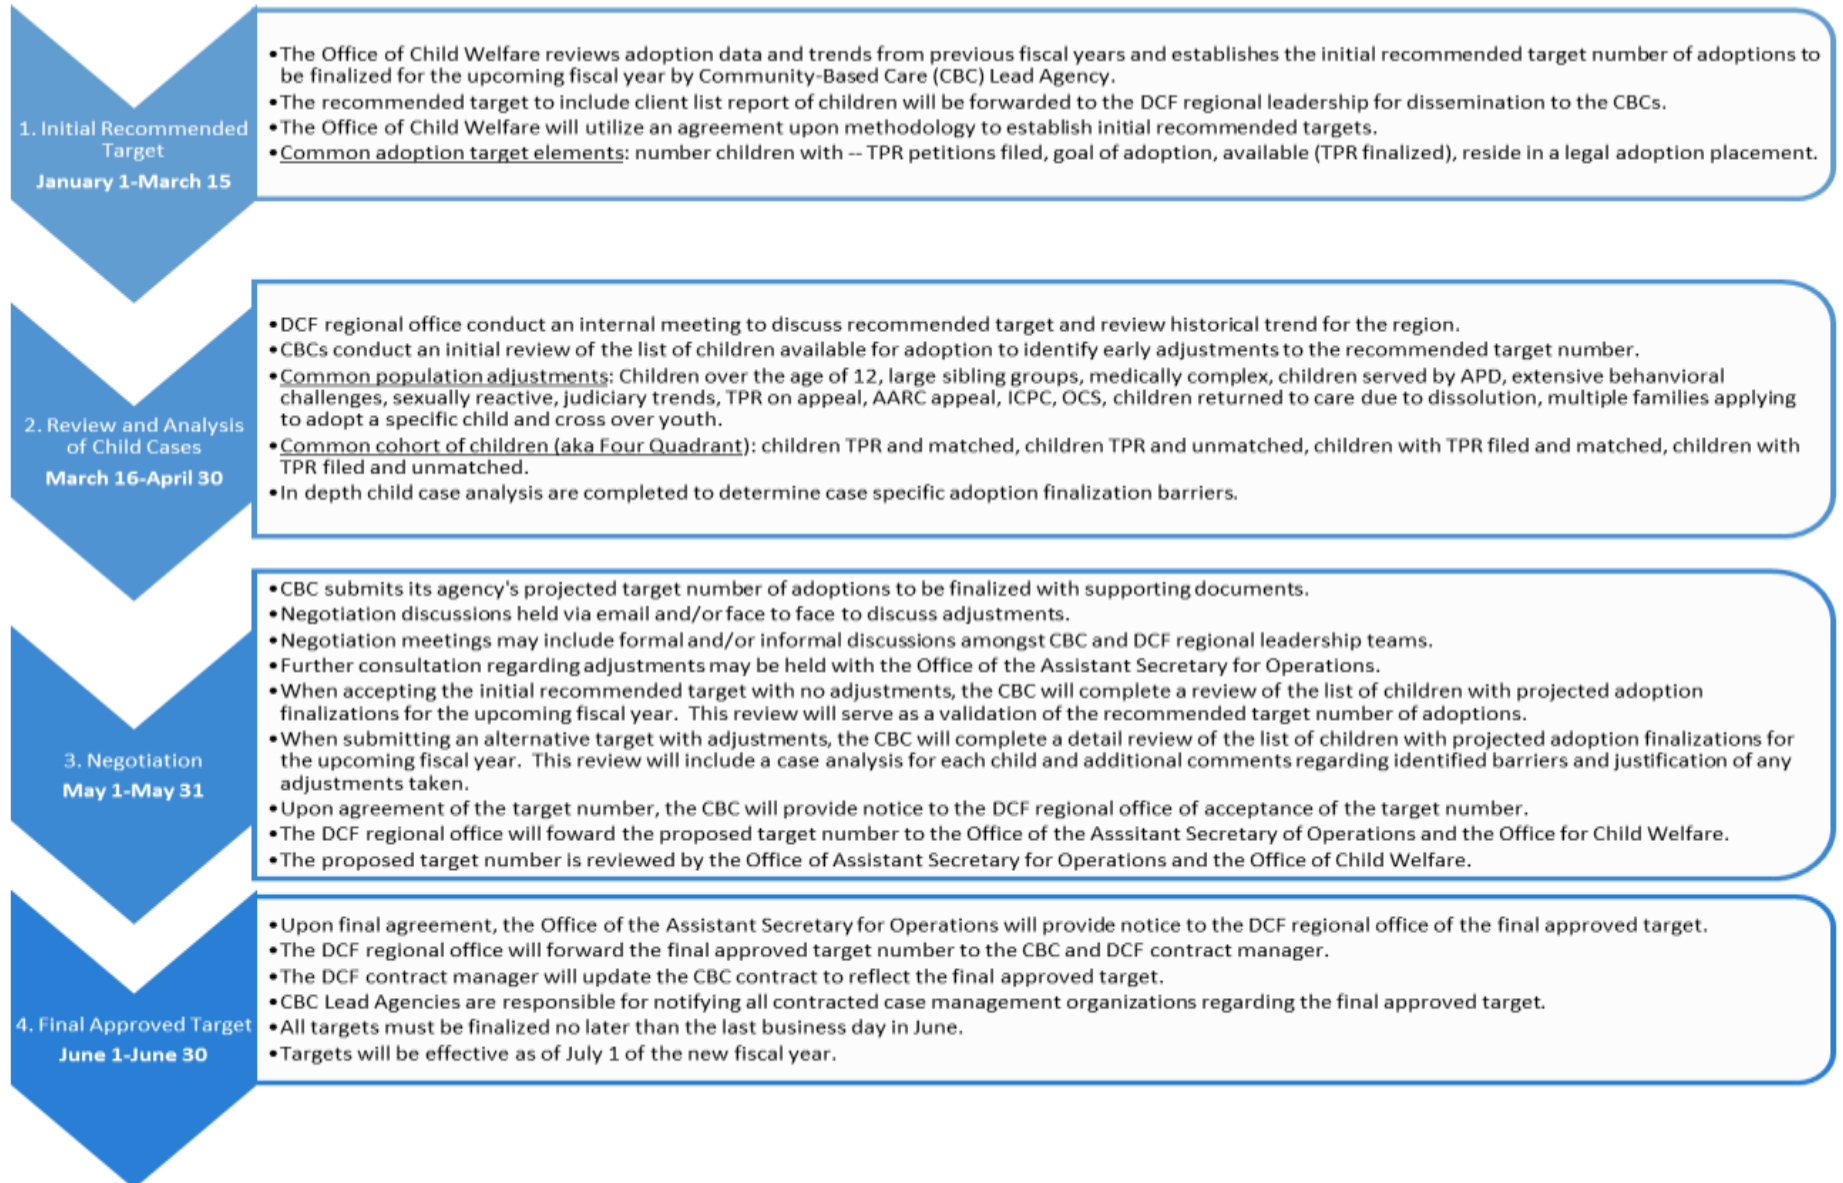 1. Initial Recommended
Target
January 1-March 15
•The Office of Child Welfare reviews adoption data and trends from previous fiscal years and establishes the initial recommended target number of adoptions to
be finalized for the upcoming fiscal year by Community-Based Care (CBC) Lead Agency.
•The recommended target to include client list report of children will be forwarded to the DCF regional leadership for dissemination to the CBCs.
•The Office of Child Welfare will utilize an agreement upon methodology to establish initial recommended targets.
•Common adoption target elements: number children with -- TPR petitions filed, goal of adoption, available (TPR finalized), reside in a legal adoption placement.
2. Review and Analysis
of Child Cases
March 16-April 30
•DCF regional office conduct an internal meeting to discuss recommended target and review historical trend for the region.
•CBCs conduct an initial review of the list of children available for adoption to identify early adjustments to the recommended target number.
•Common population adjustments: Children over the age of 12, large sibling groups, medically complex, children served by APD, extensive behanvioral
challenges, sexually reactive, judiciary trends, TPR on appeal, AARC appeal, ICPC, OCS, children returned to care due to dissolution, multiple families applying
to adopt a specific child and cross over youth.
•Common cohort of children (aka Four Quadrant): children TPR and matched, children TPR and unmatched, children with TPR filed and matched, children with
TPR filed and unmatched.
•In depth child case analysis are completed to determine case specific adoption finalization barriers.
3. Negotiation
May 1-May 31
•CBC submits its agency's projected target number of adoptions to be finalized with supporting documents.
•Negotiation discussions held via email and/or face to face to discuss adjustments.
•Negotiation meetings may include formal and/or informal discussions amongst CBC and DCF regional leadership teams.
•Further consultation regarding adjustments may be held with the Office of the Assistant Secretary for Operations.
•When accepting the initial recommended target with no adjustments, the CBC will complete a review of the list of children with projected adoption
finalizations for the upcoming fiscal year. This review will serve as a validation of the recommended target number of adoptions.
•When submitting an alternative target with adjustments, the CBC will complete a detail review of the list of children with projected adoption finalizations for
the upcoming fiscal year. This review will include a case analysis for each child and additional comments regarding identified barriers and justification of any
adjustments taken.
•Upon agreement of the target number, the CBC will provide notice to the DCF regional office of acceptance of the target number.
•The DCF regional office will foward the proposed target number to the Office of the Asssitant Secretary of Operations and the Office for Child Welfare.
•The proposed target number is reviewed by the Office of Assistant Secretary for Operations and the Office of Child Welfare.
4. Final Approved Target
June 1-June 30
•Upon final agreement, the Office of the Assistant Secretary for Operations will provide notice to the DCF regional office of the final approved target.
•The DCF regional office will forward the final approved target number to the CBC and DCF contract manager.
•The DCF contract manager will update the CBC contract to reflect the final approved target.
•CBC Lead Agencies are responsible for notifying all contracted case management organizations regarding the final approved target.
•All targets must be finalized no later than the last business day in June.
•Targets will be effective as of July 1 of the new fiscal year.